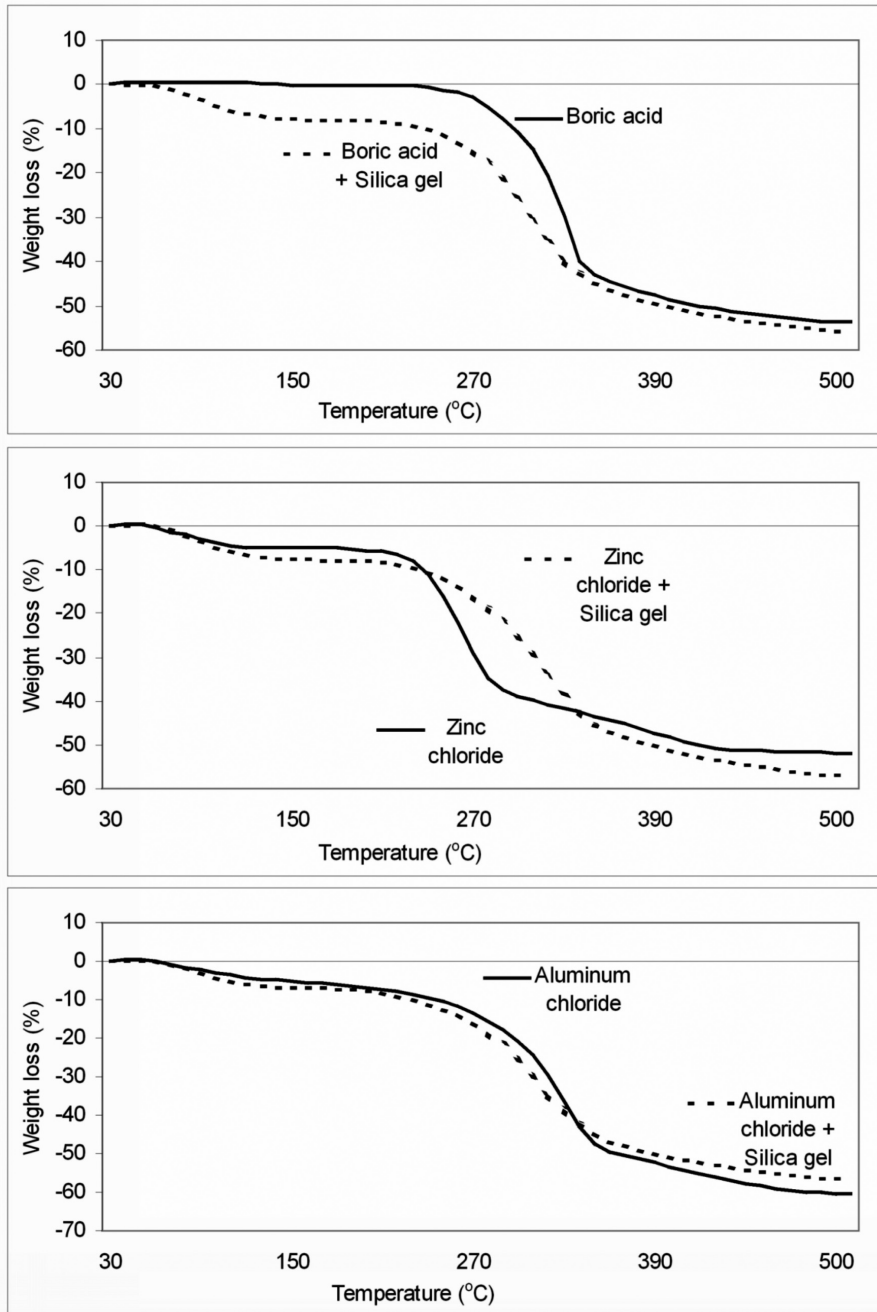 10
0
-10
-20
-30
-40
-50
-60
Weight loss (%)
Boric acid
Boric acid
+ Silica gel
30 150 270 390 500
Temperature (°C)
10
0
-10
-20
-30
-40
-50
-60
Weight loss (%)
Zinc
chloride +
Silica gel
Zinc
chloride
30 150 270 390 500
Temperature (°C)
10
0
-10
-20
-30
-40
-50
-60
-70
Weight loss (%)
Aluminum
chloride
Aluminum
chloride +
Silica gel
30 150 270 390 500
Temperature (°C)